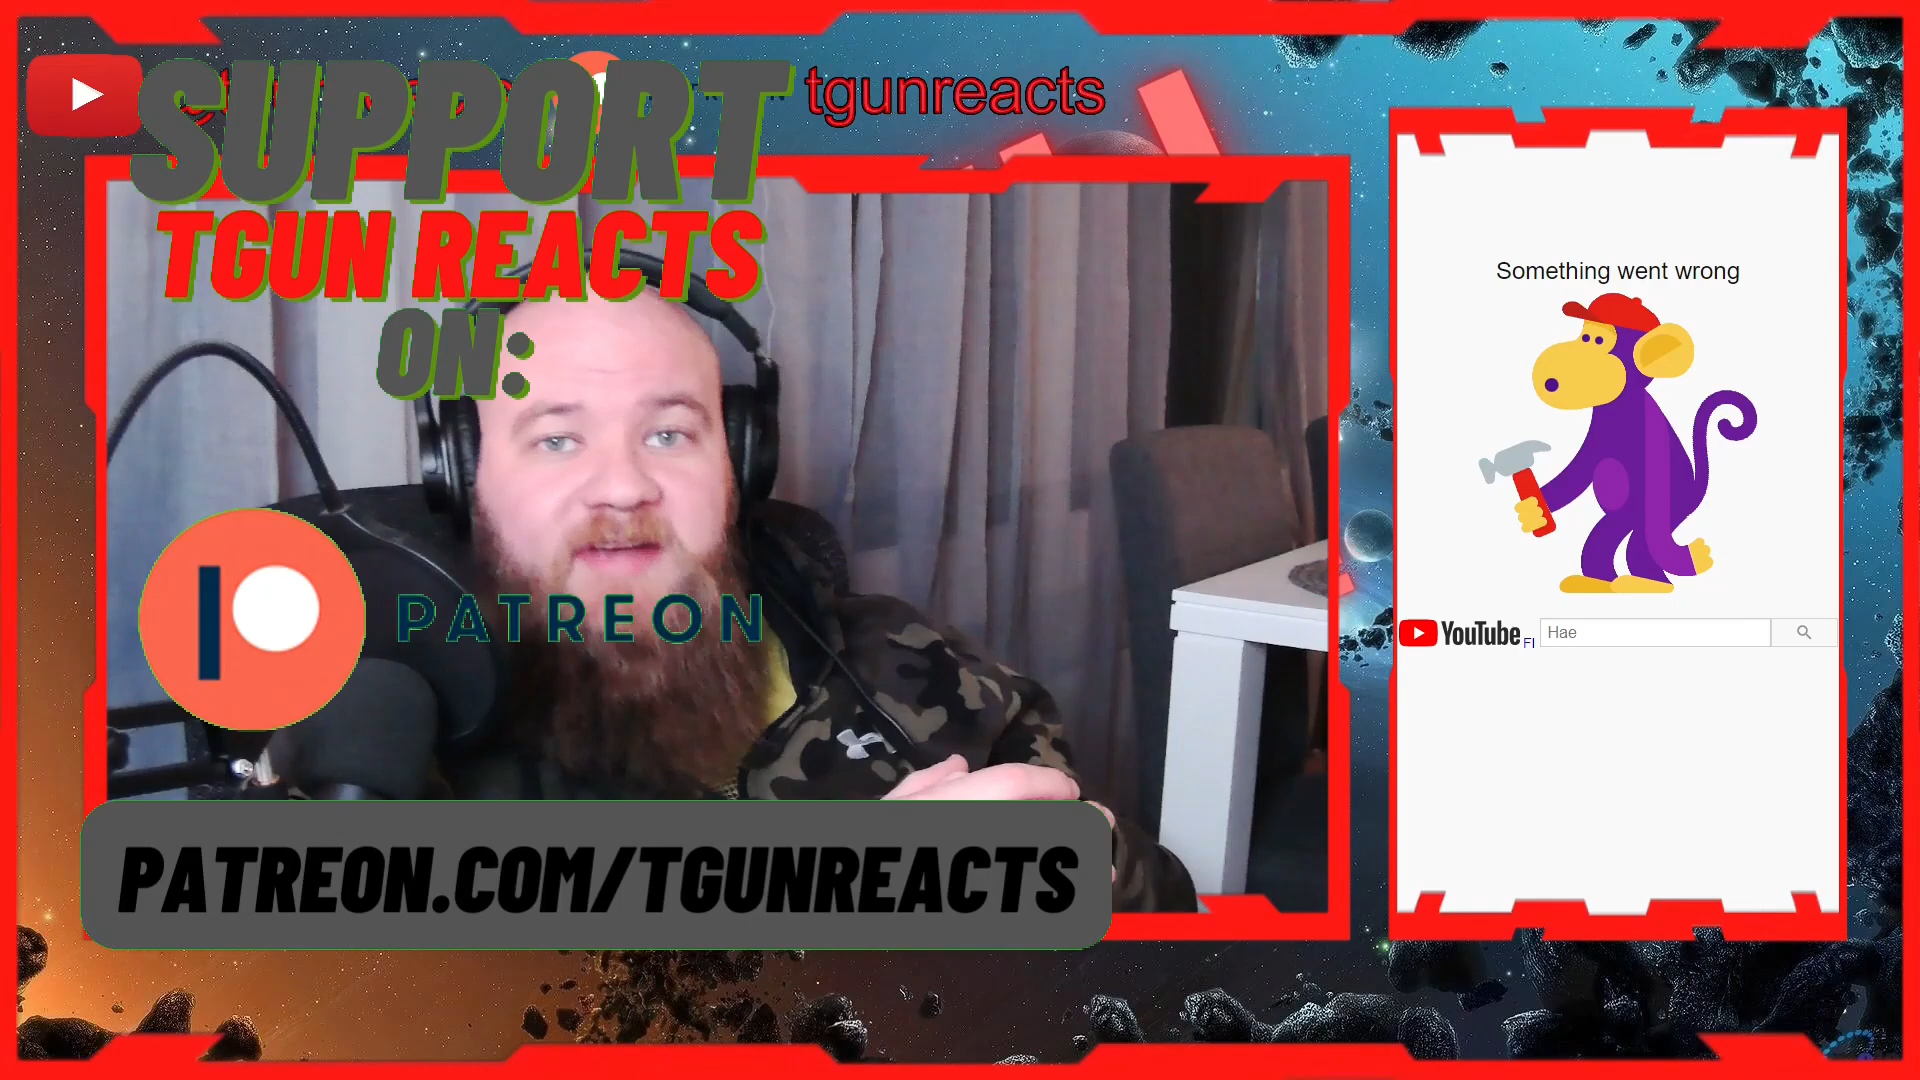 tgunreacts
SUPPORT
TGUN REACTS
ON:
PATREON
PATREON.COM/TGUNREACTS
Something went wrong
YouTube FI
Hae